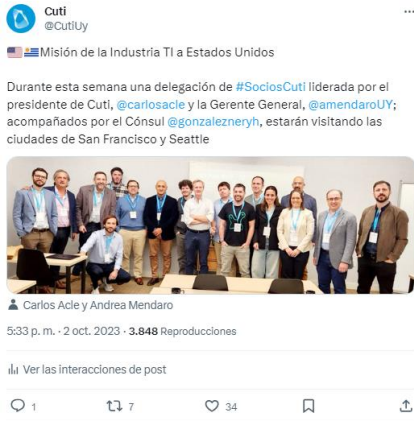 Cuti
@CutiUy
Misión de la Industria TI a Estados Unidos
Durante esta semana una delegación de #SociosCuti liderada por el
presidente de Cuti, @carlosacle y la Gerente General, @amendaroUY;
acompañados por el Cónsul @gonzalezneryh, estarán visitando las
ciudades de San Francisco y Seattle
Carlos Acle y Andrea Mendaro
5:33 p. m. · 2 oct. 2023 · 3.848 Reproducciones
Ver las interacciones de post
1 7 34